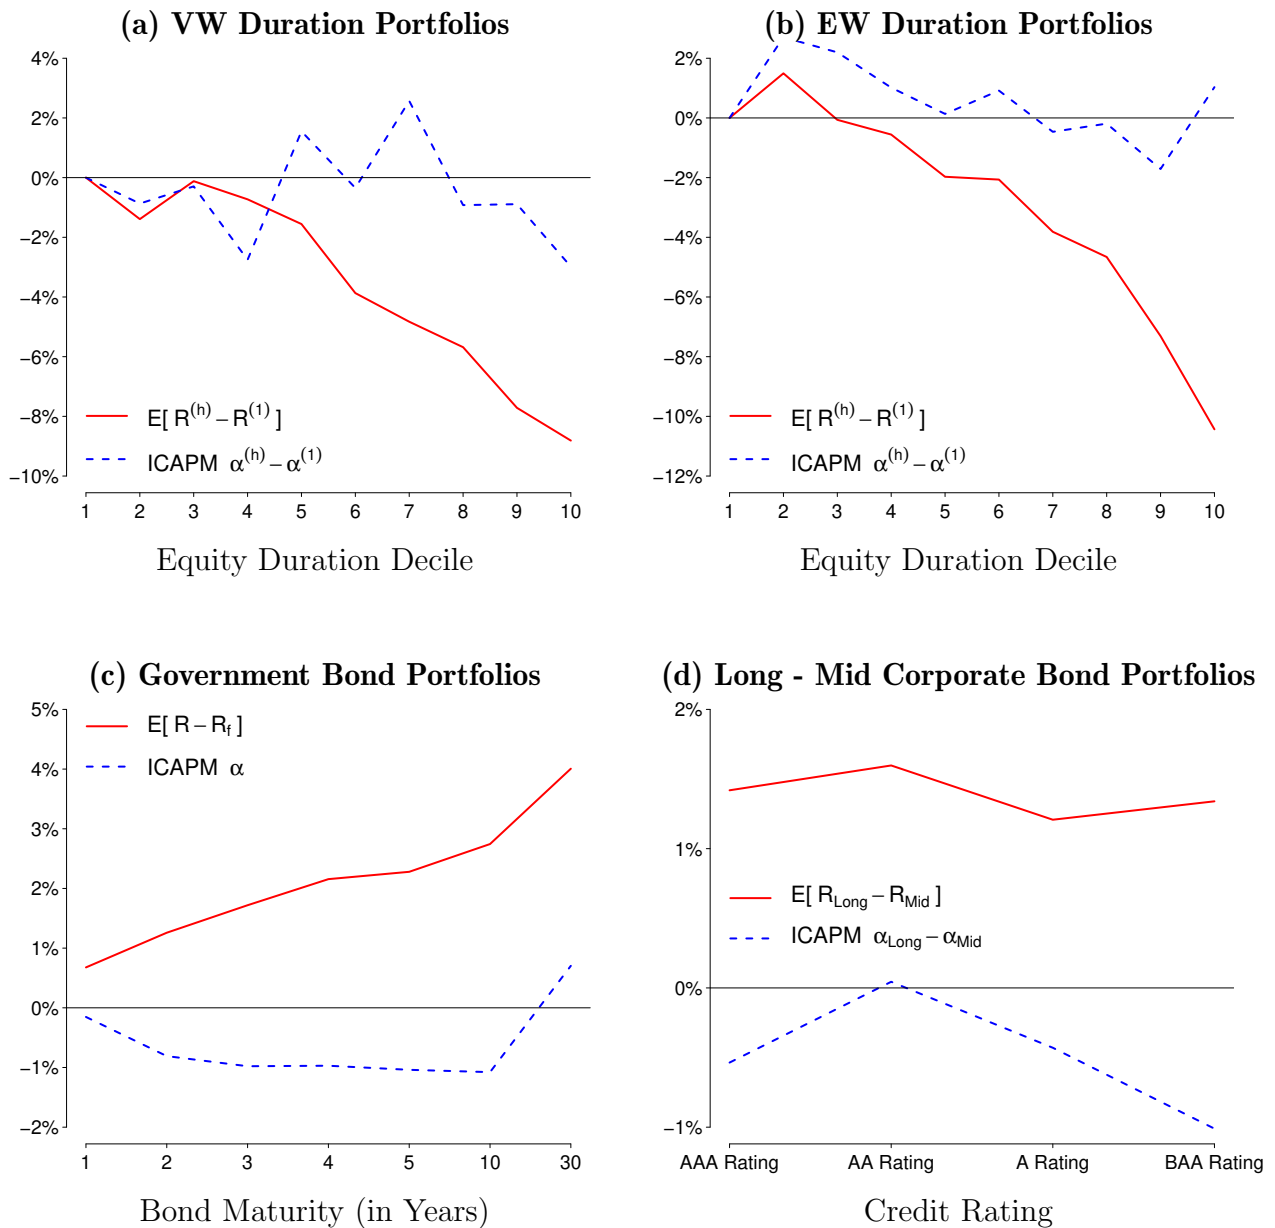 (a) VW Duration Portfolios
4%
2%
0%
−2%
−4%
−6%
−8%
−10%
E[ R(h) − R(1) ]
ICAPM α(h) − α(1)
1 2 3 4 5 6 7 8 9 10
Equity Duration Decile
(b) EW Duration Portfolios
2%
0%
−2%
−4%
−6%
−8%
−10%
−12%
E[ R(h) − R(1) ]
ICAPM α(h) − α(1)
1 2 3 4 5 6 7 8 9 10
Equity Duration Decile
(c) Government Bond Portfolios
5%
4%
3%
2%
1%
0%
−1%
−2%
E[ R − Rf ]
ICAPM α
1 2 3 4 5 10 30
Bond Maturity (in Years)
(d) Long - Mid Corporate Bond Portfolios
2%
1%
0%
−1%
E[ RLong − RMid ]
ICAPM αLong − αMid
AAA Rating AA Rating A Rating BAA Rating
Credit Rating